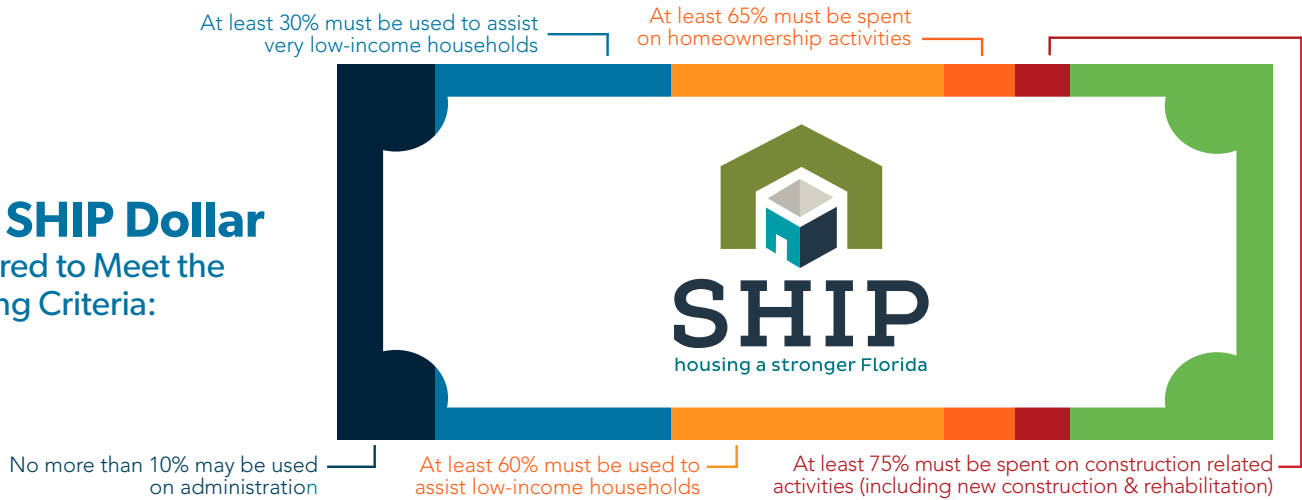 At least 30% must be used to assist
very low-income households
At least 65% must be spent
on homeownership activities
SHIP Dollar
red to Meet the
ng Criteria:
SHIP
housing a stronger Florida
No more than 10% may be used
on administration
At least 60% must be used to
assist low-income households
At least 75% must be spent on construction related
activities (including new construction & rehabilitation)